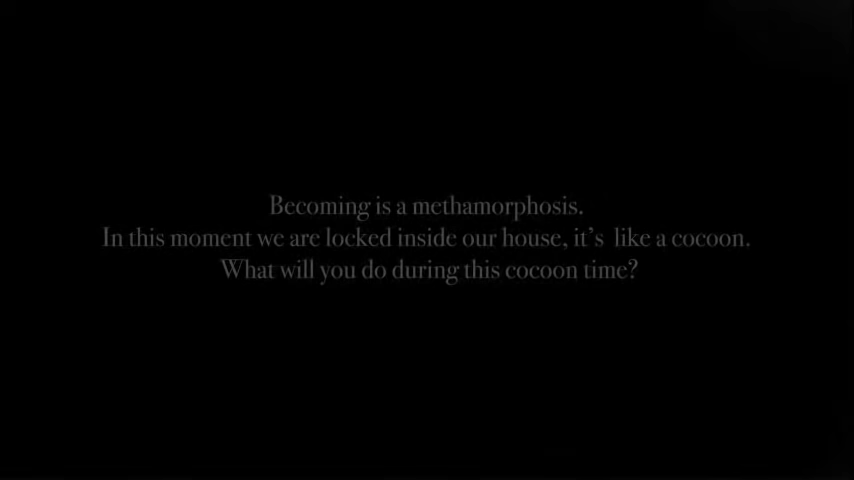 Becoming is a methamorphosis.
In this moment we are locked inside our house, it's  like a cocoon.
What will you do during this cocoon time?